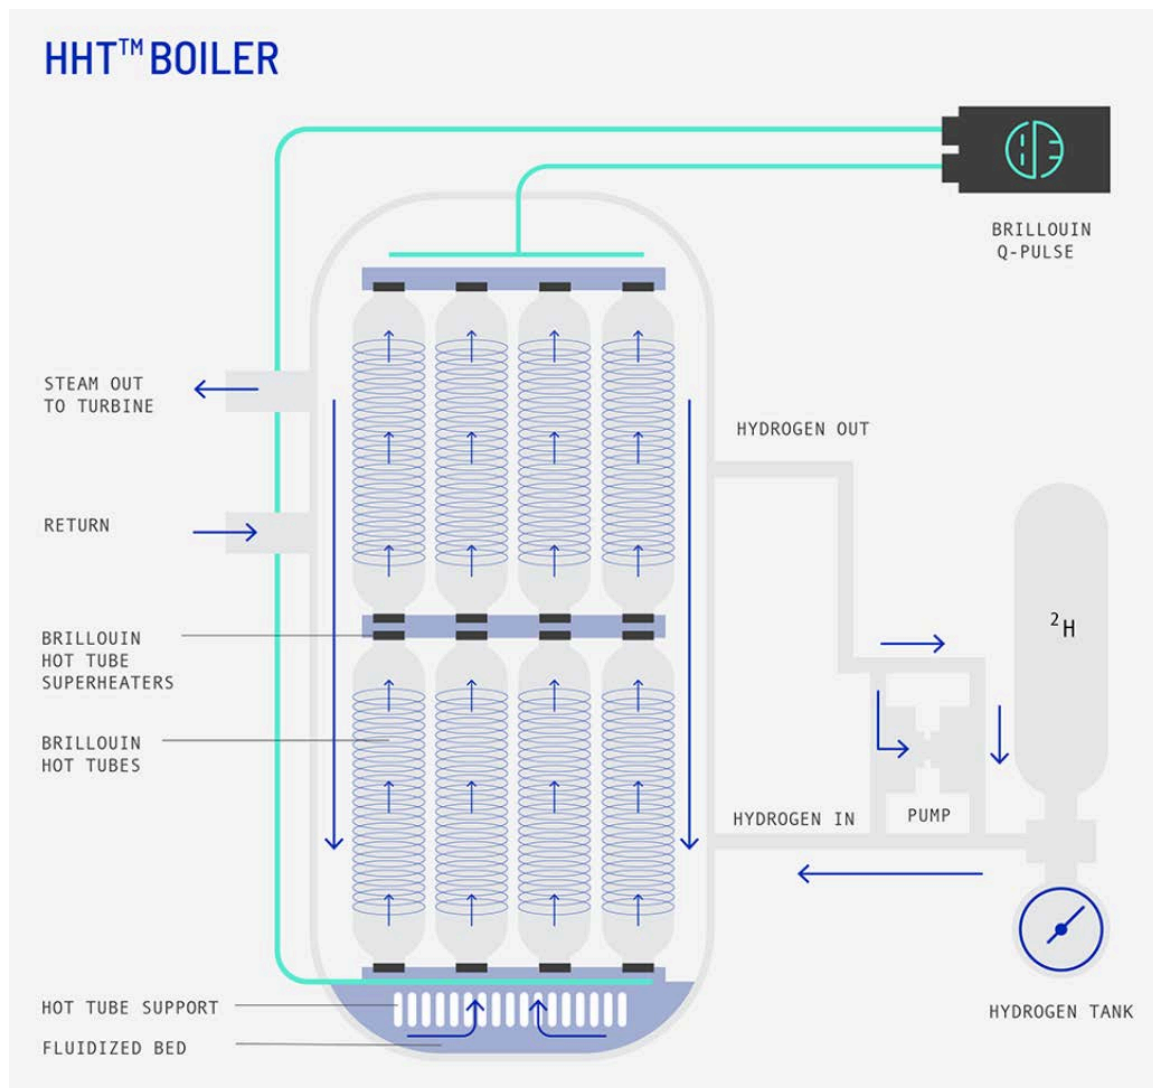 HHT™ BOILER
BRILLOUIN
Q-PULSE
STEAM OUT
TO TURBINE
HYDROGEN OUT
RETURN
²H
BRILLOUIN
HOT TUBE
SUPERHEATERS
BRILLOUIN
HOT TUBES
HYDROGEN IN
PUMP
HOT TUBE SUPPORT
HYDROGEN TANK
FLUIDIZED BED